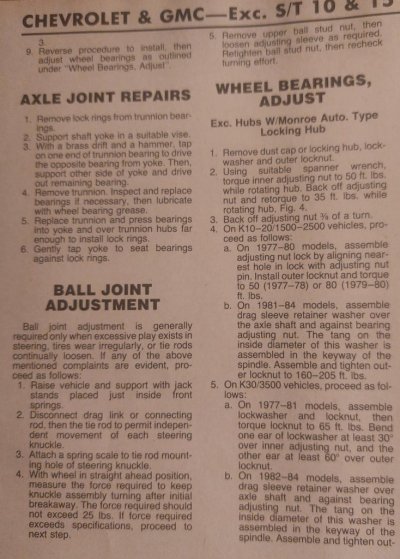 CHEVROLET & GMC—Exc. S/T 10 & 15
3.
9. Reverse procedure to install, then
adjust wheel bearings as outlined
under "Wheel Bearings, Adjust".
AXLE JOINT REPAIRS
1. Remove lock rings from trunnion bear-
ings.
2. Support shaft yoke in a suitable vise.
3. With a brass drift and a hammer, tap
on one end of trunnion bearing to drive
the opposite bearing from yoke. Then,
support other side of yoke and drive
out remaining bearing.
4. Remove trunnion. Inspect and replace
bearings if necessary, then lubricate
with wheel bearing grease.
5. Replace trunnion and press bearings
into yoke and over trunnion hubs far
enough to install lock rings.
6. Gently tap yoke to seat bearings
against lock rings.
BALL JOINT
ADJUSTMENT
Ball joint adjustment is generally
required only when excessive play exists in
steering, tires wear irregularly, or tie rods
continually loosen. If any of the above
mentioned complaints are evident, pro-
ceed as follows:
1. Raise vehicle and support with jack
stands placed just inside front
springs.
2. Disconnect drag link or connecting
rod, then the tie rod to permit indepen-
dent movement of each steering
knuckle.
3. Attach a spring scale to tie rod mount-
ing hole of steering knuckle.
4. With wheel in straight ahead position,
measure the force required to keep
knuckle assembly turning after initial
breakaway. The force required should
not exceed 25 lbs. If force required
exceeds specifications, proceed to
next step.
5. Remove upper ball stud nut, then
loosen adjusting sleeve as required.
Retighten ball stud nut, then recheck
turning effort.
WHEEL BEARINGS,
ADJUST
Exc. Hubs W/Monroe Auto. Type
Locking Hub
1. Remove dust cap or locking hub, lock-
washer and outer locknut.
2. Using suitable spanner wrench,
torque inner adjusting nut to 50 ft. lbs.
while rotating hub. Back off adjusting
nut and retorque to 35 ft. lbs. while
rotating hub, Fig. 4.
3. Back off adjusting nut ⅜ of a turn.
4. On K10-20/1500-2500 vehicles, pro-
ceed as follows:
a. On 1977-80 models, assemble
adjusting nut lock by aligning near-
est hole in lock with adjusting nut
pin. Install outer locknut and torque
to 50 (1977-78) or 80 (1979-80)
ft. lbs.
b. On 1981-84 models, assemble
drag sleeve retainer washer over
the axle shaft and against bearing
adjusting nut. The tang on the
inside diameter of this washer is
assembled in the keyway of the
spindle. Assemble and tighten out-
er locknut to 160-205 ft. lbs.
5. On K30/3500 vehicles, proceed as fol-
lows:
a. On 1977-81 models, assemble
lockwasher and locknut, then
torque locknut to 65 ft. lbs. Bend
one ear of lockwasher at least 30°
over inner adjusting nut, and the
other ear at least 60° over outer
locknut.
b. On 1982-84 models, assemble
drag sleeve retainer washer over
axle shaft and against bearing
adjusting nut. The tang on the
inside diameter of this washer is
assembled in the keyway of the
spindle. Assemble and tighten out-